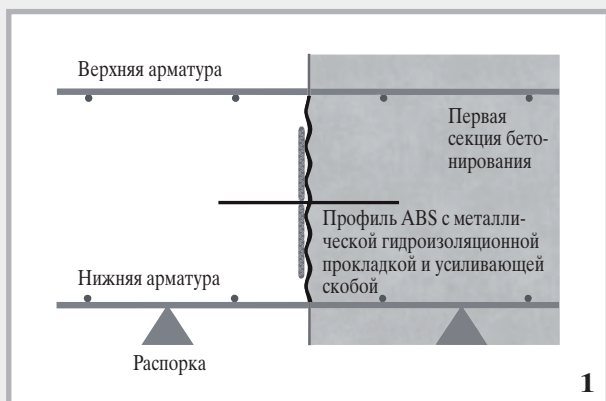 Верхняя арматура
Первая
секция бето-
нирования
Профиль ABS с металли-
ческой гидроизоляционной
прокладкой и усиливающей
скобой
Нижняя арматура
Распорка
1